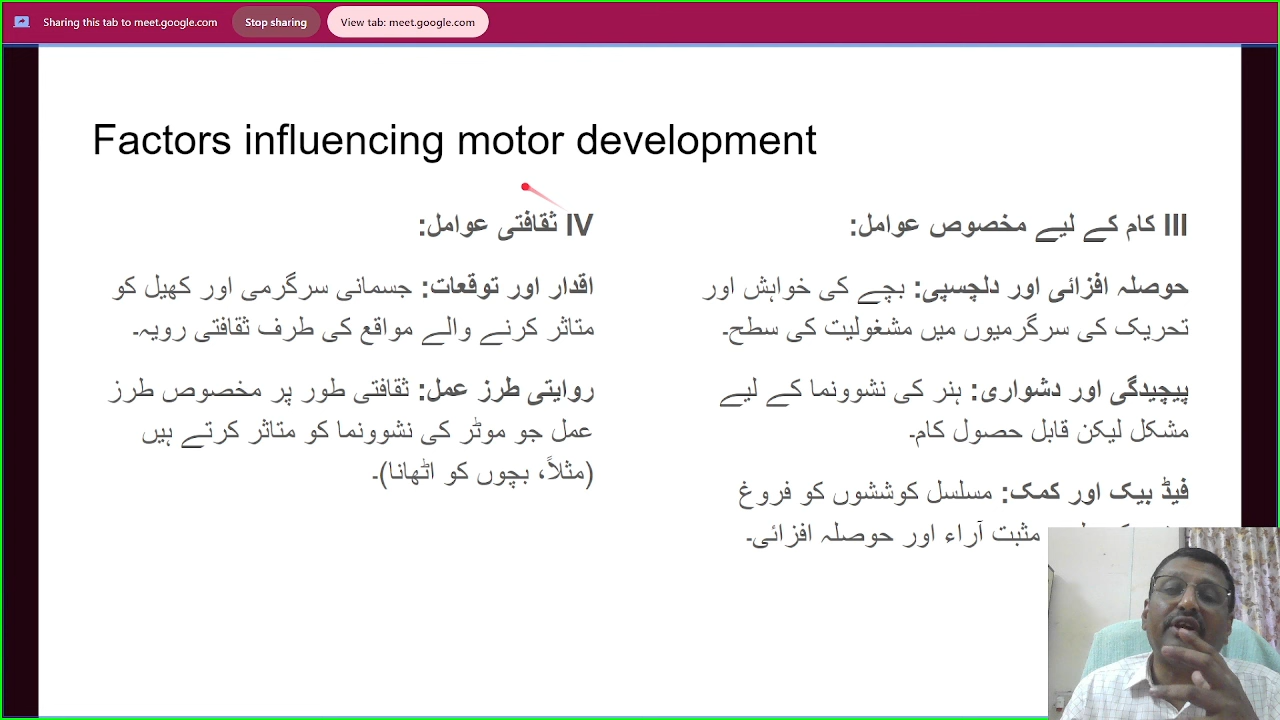 Sharing this tab to meet.google.com
Stop sharing
View tab: meet.google.com
Factors influencing motor development
III کام کے لیے مخصوص عوامل:
حوصلہ افزائی اور دلچسپی: بچے کی خواہش اور
تحریک کی سرگرمیوں میں مشغولیت کی سطح۔
پیچیدگی اور دشواری: ہنر کی نشوونما کے لیے
مشکل لیکن قابل حصول کام۔
فیڈ بیک اور کمک: مسلسل کوششوں کو فروغ
مثبت آراء اور حوصلہ افزائی۔
IV ثقافتی عوامل:
اقدار اور توقعات: جسمانی سرگرمی اور کھیل کو
متاثر کرنے والے مواقع کی طرف ثقافتی رویہ۔
روایتی طرز عمل: ثقافتی طور پر مخصوص طرز
عمل جو موٹر کی نشوونما کو متاثر کرتے ہیں
(مثلاً، بچوں کو اٹھانا)۔